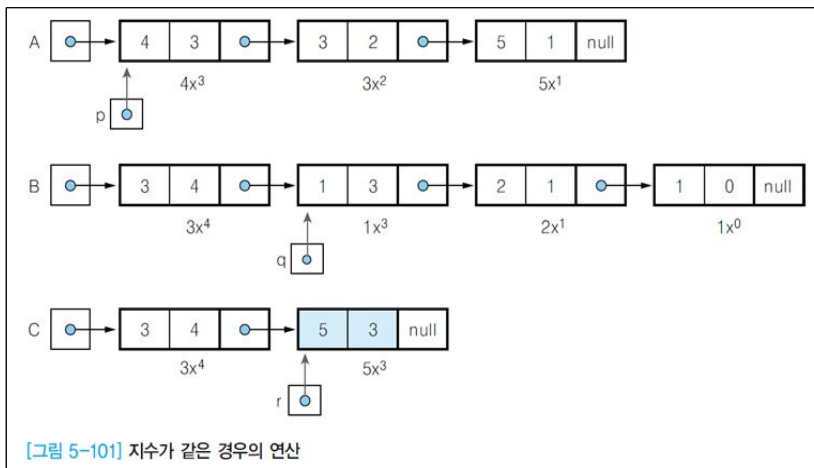 A 4 3 3 2 5 1 null
4x³ 3x² 5x¹
p
B 3 4 1 3 2 1 1 0 null
3x⁴ 1x³ 2x¹ 1x⁰
q
C 3 4 5 3 null
3x⁴ 5x³
r
[그림 5-101] 지수가 같은 경우의 연산